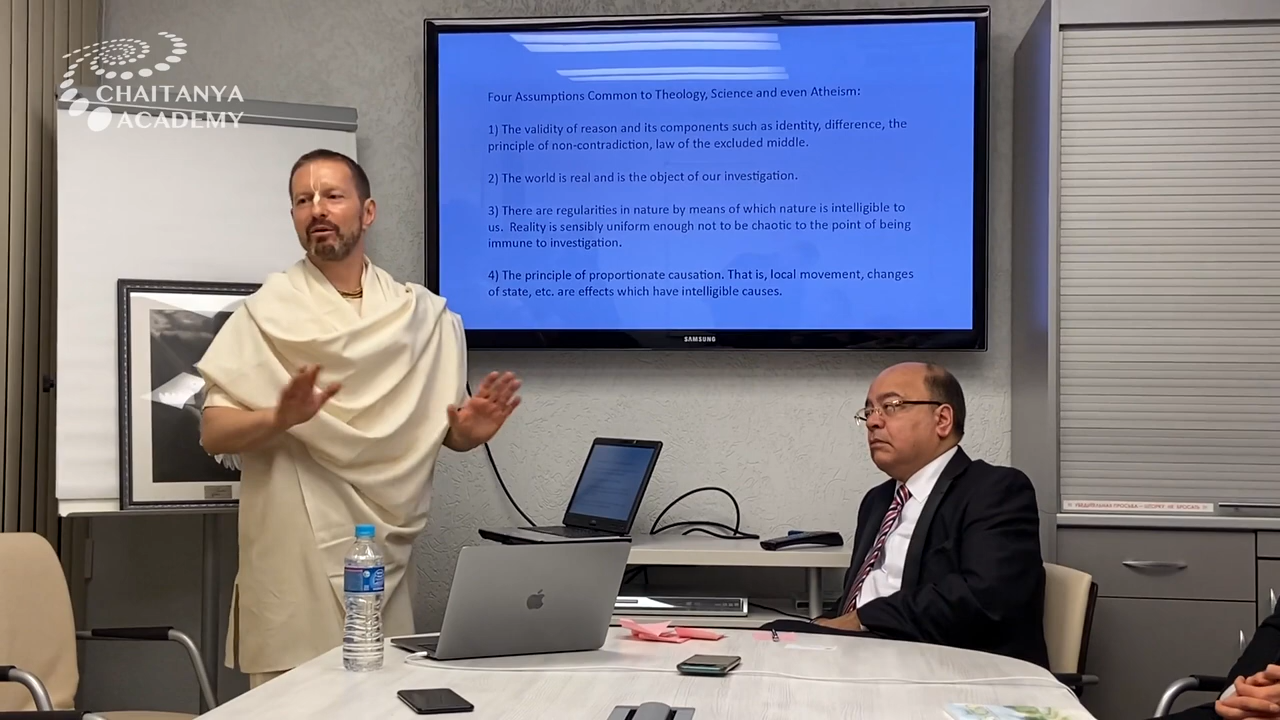 CHAITANYA
ACADEMY
Four Assumptions Common to Theology, Science and even Atheism:
1) The validity of reason and its components such as identity, difference, the
principle of non-contradiction, law of the excluded middle.
2) The world is real and is the object of our investigation.
3) There are regularities in nature by means of which nature is intelligible to
us. Reality is sensibly uniform enough not to be chaotic to the point of being
immune to investigation.
4) The principle of proportionate causation. That is, local movement, changes
of state, etc. are effects which have intelligible causes.
SAMSUNG
УБЕДИТЕЛЬНАЯ ПРОСЬБА - ШТОРКУ НЕ БРОСАТЬ